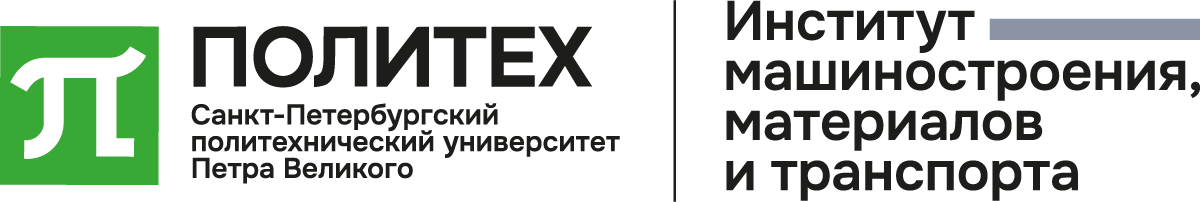 ПОЛИТЕХ
Санкт-Петербургский
политехнический университет
Петра Великого
Институт
машиностроения,
материалов
и транспорта